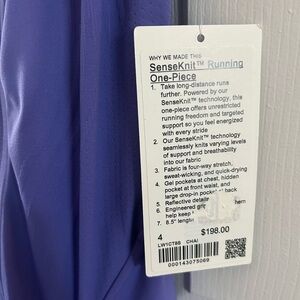 WHY WE MADE THIS
SenseKnit™ Running
One-Piece
1. Take long-distance runs
further. Powered by our
SenseKnit™ technology, this
one-piece offers unrestricted
running freedom and targeted
support so you feel energized
with every stride
2. Our SenseKnit™ technology
seamlessly knits varying levels
of support and breathability
into our fabric
3. Fabric is four-way stretch,
sweat-wicking, and quick-drying
4. Gel pockets at chest, hidden
pocket at front waist, and
large drop-in pocket at back
5. Reflective details
6. Engineered
help keep
7. 8.5" length
4 $198.00
LW1CT8S CHAI
000143075069